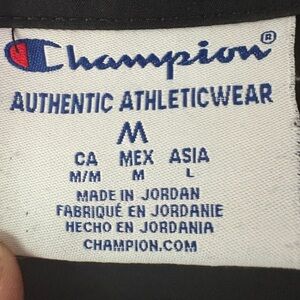 Champion®
AUTHENTIC ATHLETICWEAR
M
CA MEX ASIA
M/M M L
MADE IN JORDAN
FABRIQUÉ EN JORDANIE
HECHO EN JORDANIA
CHAMPION.COM